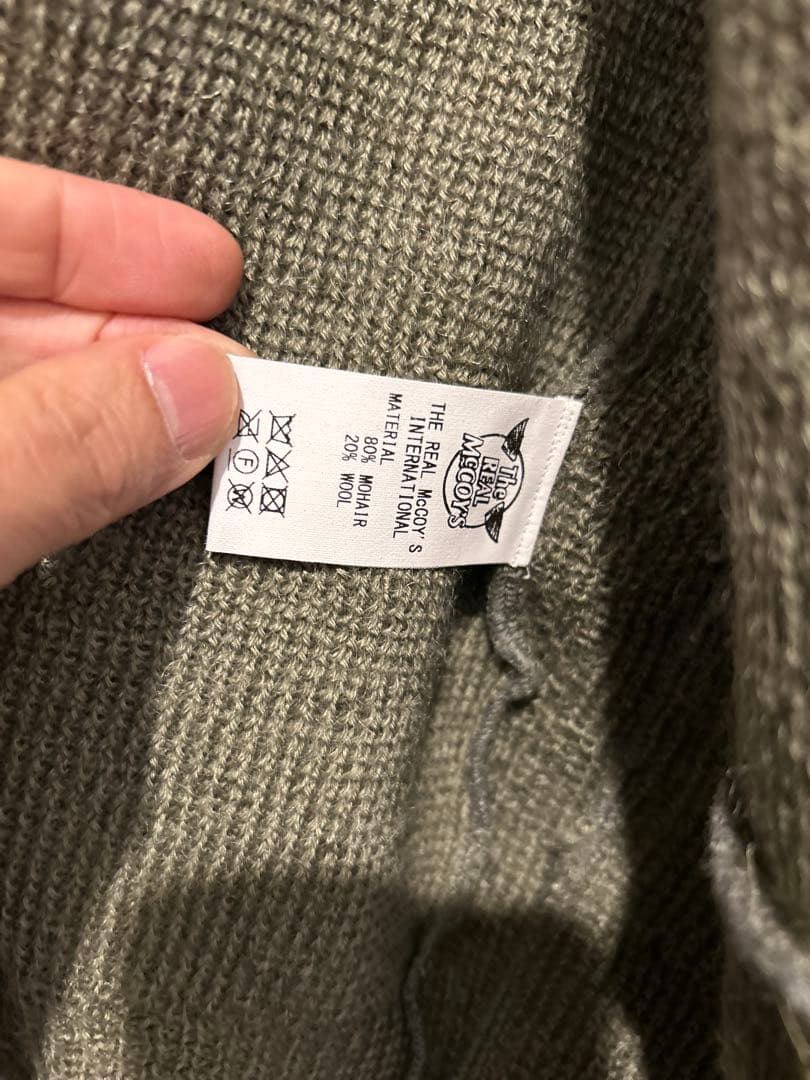 The
REAL
McCOY'S
THE REAL McCOY'S
INTERNATIONAL
MATERIAL
80% MOHAIR
20% WOOL
F
W